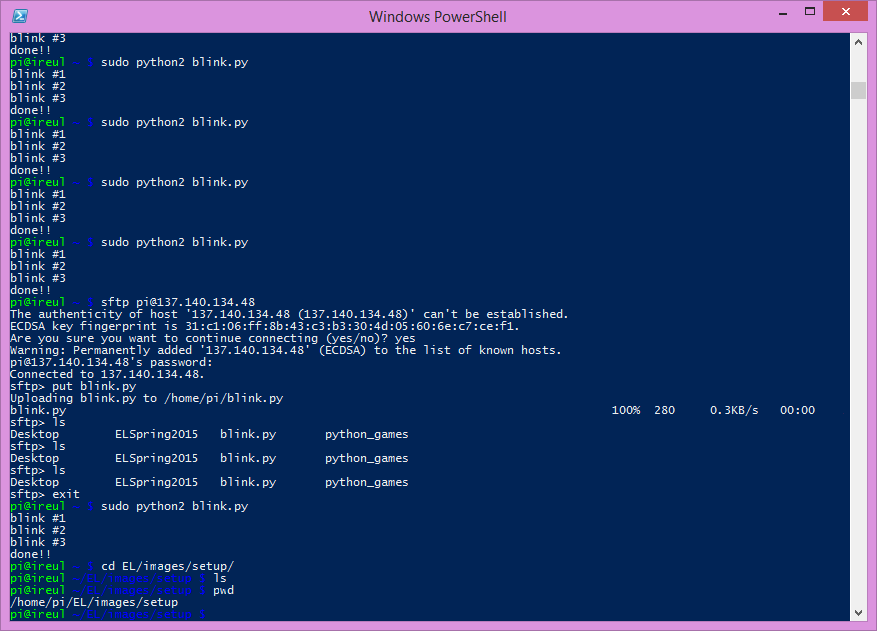 Windows PowerShell
blink #3
done!!
pi@ireul ~ $ sudo python2 blink.py
blink #1
blink #2
blink #3
done!!
pi@ireul ~ $ sudo python2 blink.py
blink #1
blink #2
blink #3
done!!
pi@ireul ~ $ sudo python2 blink.py
blink #1
blink #2
blink #3
done!!
pi@ireul ~ $ sudo python2 blink.py
blink #1
blink #2
blink #3
done!!
pi@ireul ~ $ sftp pi@137.140.134.48
The authenticity of host '137.140.134.48 (137.140.134.48)' can't be established.
ECDSA key fingerprint is 31:c1:06:ff:8b:43:c3:b3:30:4d:05:60:6e:c7:ce:f1.
Are you sure you want to continue connecting (yes/no)? yes
Warning: Permanently added '137.140.134.48' (ECDSA) to the list of known hosts.
pi@137.140.134.48's password:
Connected to 137.140.134.48.
sftp> put blink.py
Uploading blink.py to /home/pi/blink.py
blink.py 100% 280 0.3KB/s 00:00
sftp> ls
Desktop ELSpring2015 blink.py python_games
sftp> ls
Desktop ELSpring2015 blink.py python_games
sftp> ls
Desktop ELSpring2015 blink.py python_games
sftp> exit
pi@ireul ~ $ sudo python2 blink.py
blink #1
blink #2
blink #3
done!!
pi@ireul ~ $ cd EL/images/setup/
pi@ireul ~/EL/images/setup $ ls
pi@ireul ~/EL/images/setup $ pwd
/home/pi/EL/images/setup
pi@ireul ~/EL/images/setup $